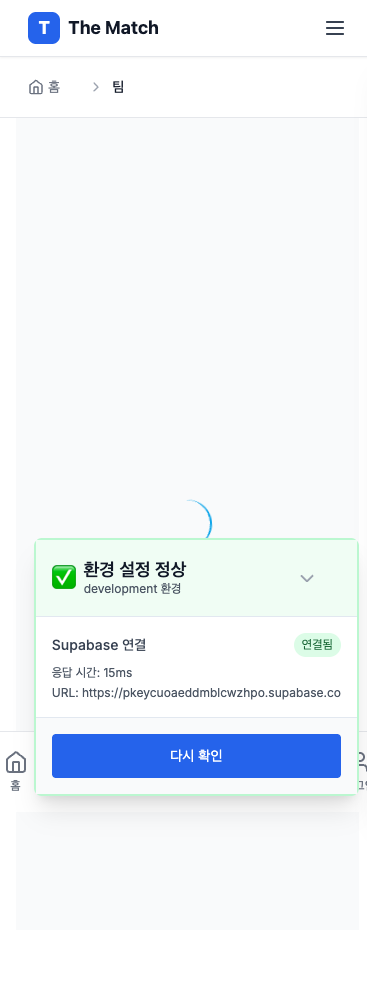 T The Match
홈 팀
환경 설정 정상
development 환경
Supabase 연결 연결됨
응답 시간: 15ms
URL: https://pkeycuoaeddmblcwzhpo.supabase.co
다시 확인
홈